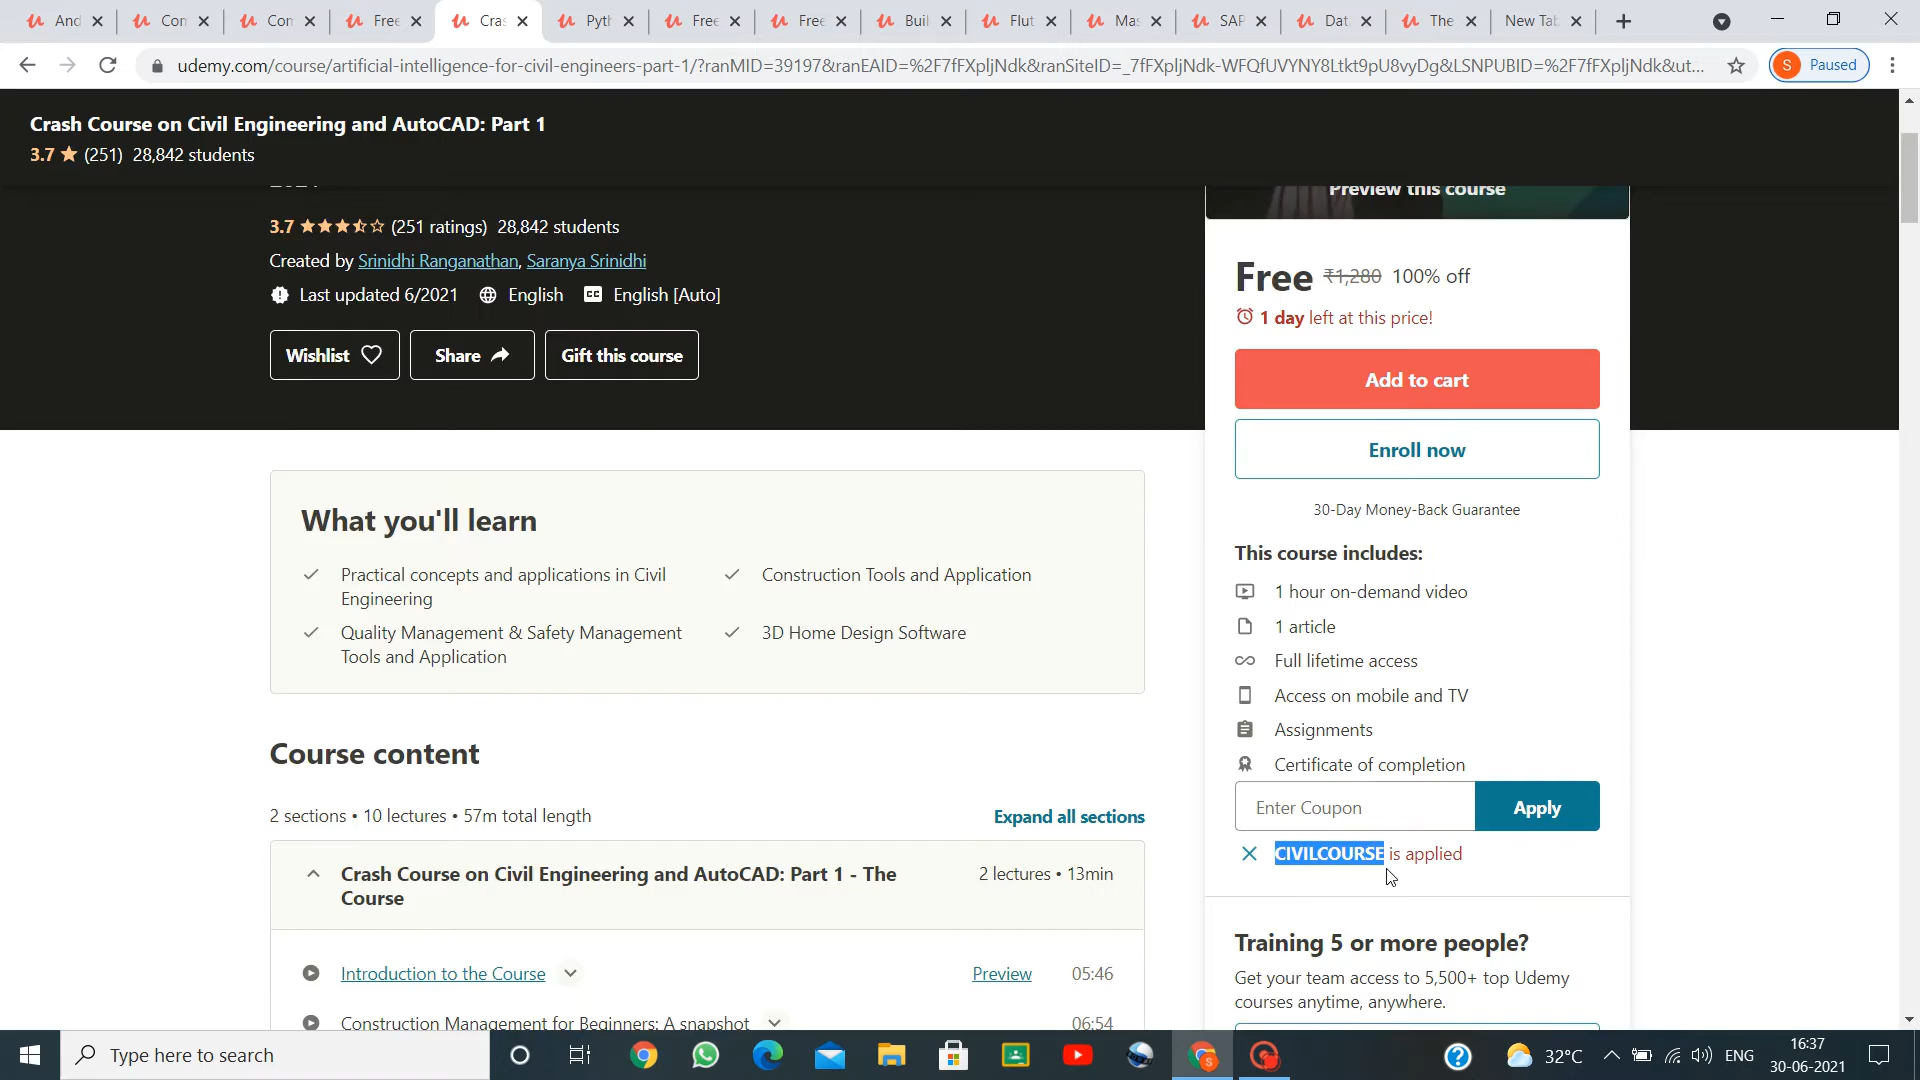 And
Con
Con
Free
Cras
Pyth
Free
Free
Buil
Flut
Mas
SAP
Dat
The
New Tab
udemy.com/course/artificial-intelligence-for-civil-engineers-part-1/?ranMID=39197&ranEAID=%2F7fFXpljNdk&ranSiteID=_7fFXpljNdk-WFQfUVYNY8Ltkt9pU8vyDg&LSNPUBID=%2F7fFXpljNdk&ut...
S Paused
Crash Course on Civil Engineering and AutoCAD: Part 1
3.7 (251) 28,842 students
3.7 (251 ratings) 28,842 students
Created by Srinidhi Ranganathan, Saranya Srinidhi
Last updated 6/2021 English CC English [Auto]
Wishlist Share Gift this course
What you'll learn
Practical concepts and applications in Civil
Engineering
Construction Tools and Application
Quality Management & Safety Management
Tools and Application
3D Home Design Software
Course content
2 sections • 10 lectures • 57m total length Expand all sections
Crash Course on Civil Engineering and AutoCAD: Part 1 - The
Course
2 lectures • 13min
Introduction to the Course Preview 05:46
Construction Management for Beginners: A snapshot 06:54
Preview this course
Free ₹1,280 100% off
1 day left at this price!
Add to cart
Enroll now
30-Day Money-Back Guarantee
This course includes:
1 hour on-demand video
1 article
Full lifetime access
Access on mobile and TV
Assignments
Certificate of completion
Enter Coupon Apply
CIVILCOURSE is applied
Training 5 or more people?
Get your team access to 5,500+ top Udemy
courses anytime, anywhere.
Type here to search
32°C ENG
16:37
30-06-2021